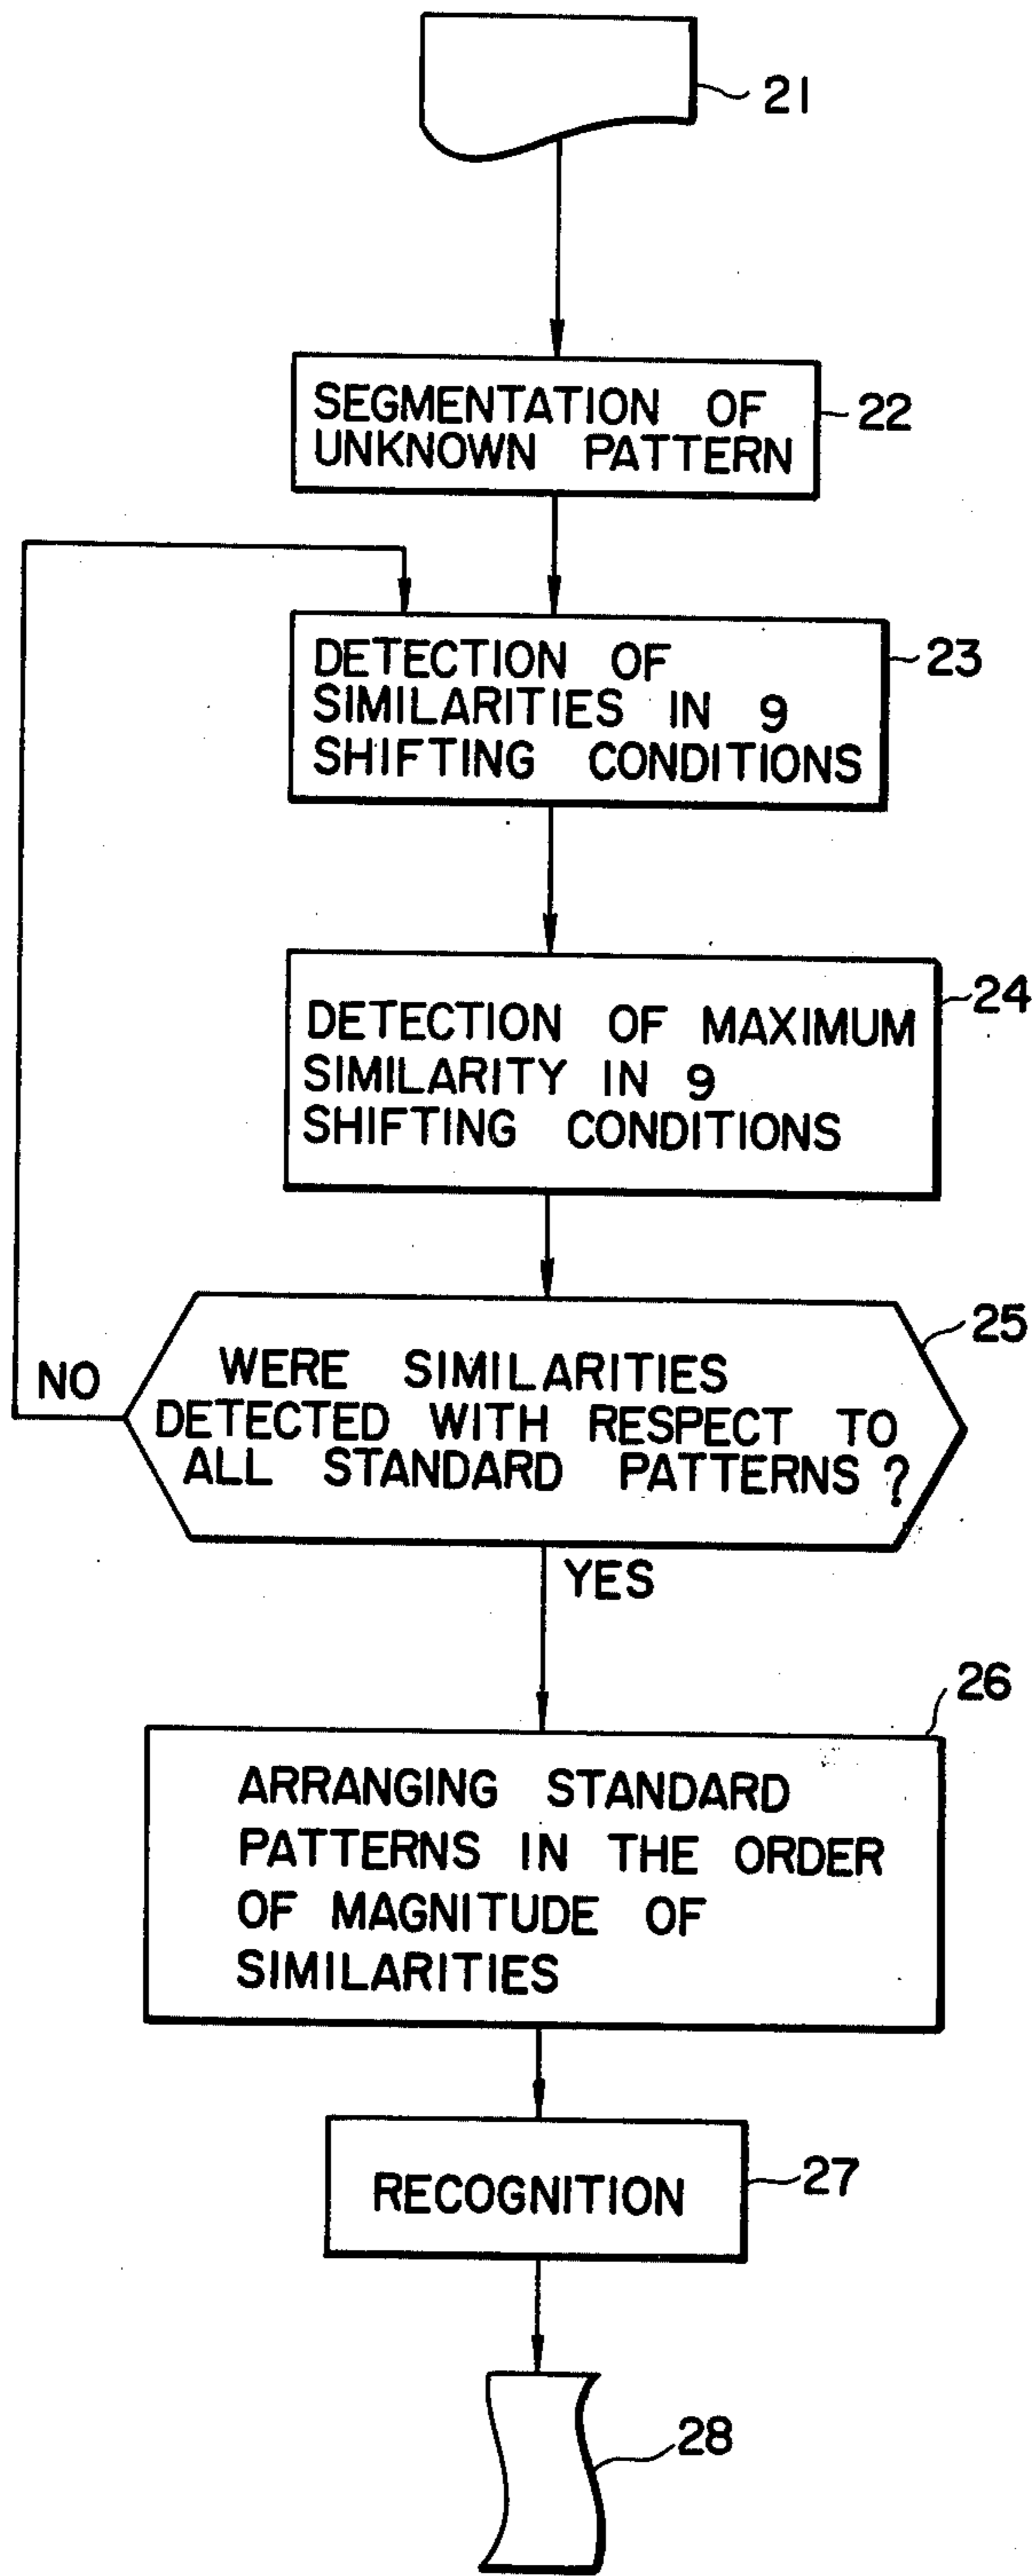 21
SEGMENTATION OF
UNKNOWN PATTERN
22
DETECTION OF
SIMILARITIES IN 9
SHIFTING CONDITIONS
23
DETECTION OF MAXIMUM
SIMILARITY IN 9
SHIFTING CONDITIONS
24
WERE SIMILARITIES
DETECTED WITH RESPECT TO
ALL STANDARD PATTERNS ?
25
NO
YES
26
ARRANGING STANDARD
PATTERNS IN THE ORDER
OF MAGNITUDE OF
SIMILARITIES
RECOGNITION
27
28